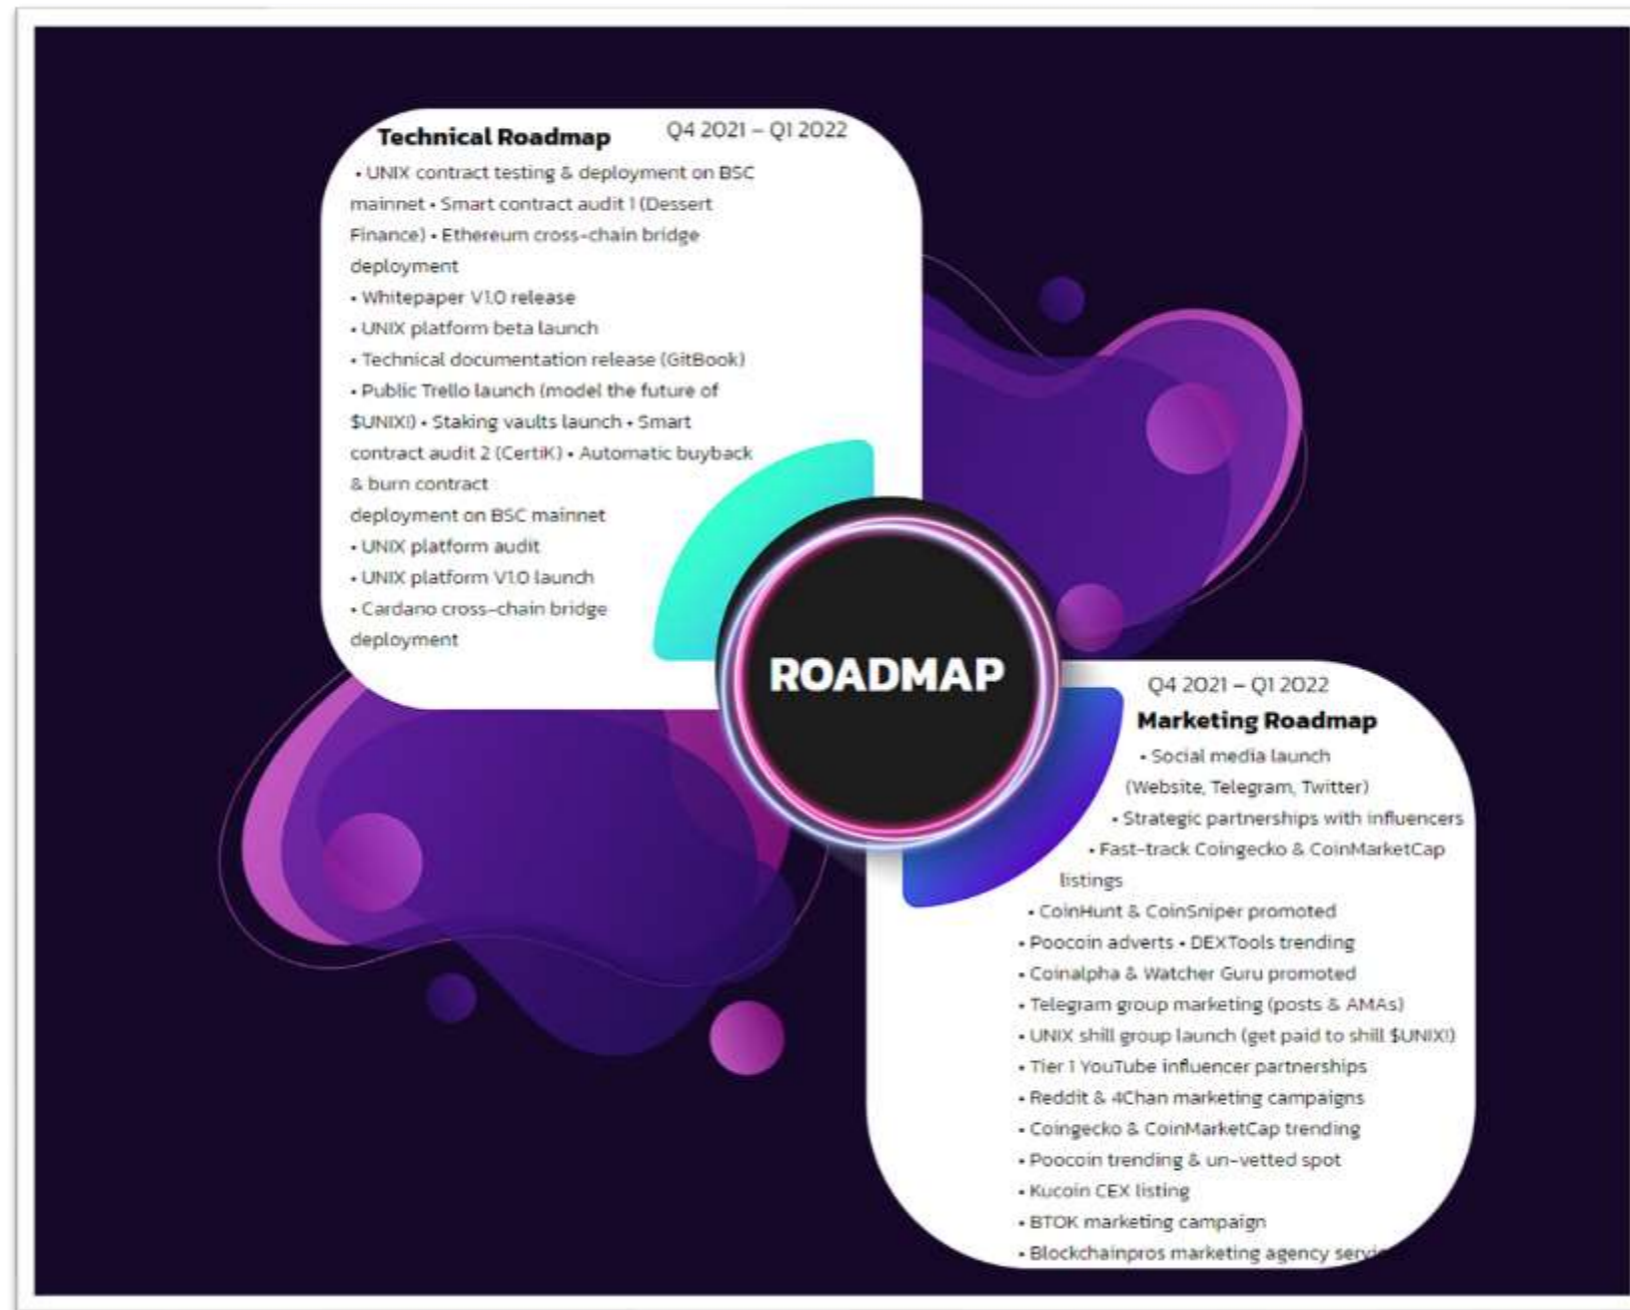 Technical Roadmap Q4 2021 – Q1 2022
• UNIX contract testing & deployment on BSC
mainnet • Smart contract audit 1 (Dessert
Finance) • Ethereum cross-chain bridge
deployment
• Whitepaper V1.0 release
• UNIX platform beta launch
• Technical documentation release (GitBook)
• Public Trello launch (model the future of
$UNIX!) • Staking vaults launch • Smart
contract audit 2 (CertiK) • Automatic buyback
& burn contract
deployment on BSC mainnet
• UNIX platform audit
• UNIX platform V1.0 launch
• Cardano cross-chain bridge
deployment
ROADMAP
Q4 2021 – Q1 2022
Marketing Roadmap
• Social media launch
(Website, Telegram, Twitter)
• Strategic partnerships with influencers
• Fast-track Coingecko & CoinMarketCap
listings
• CoinHunt & CoinSniper promoted
• Poocoin adverts • DEXTools trending
• Coinalpha & Watcher Guru promoted
• Telegram group marketing (posts & AMAs)
• UNIX shill group launch (get paid to shill $UNIX!)
• Tier 1 YouTube influencer partnerships
• Reddit & 4Chan marketing campaigns
• Coingecko & CoinMarketCap trending
• Poocoin trending & un-vetted spot
• Kucoin CEX listing
• BTOK marketing campaign
• Blockchainpros marketing agency